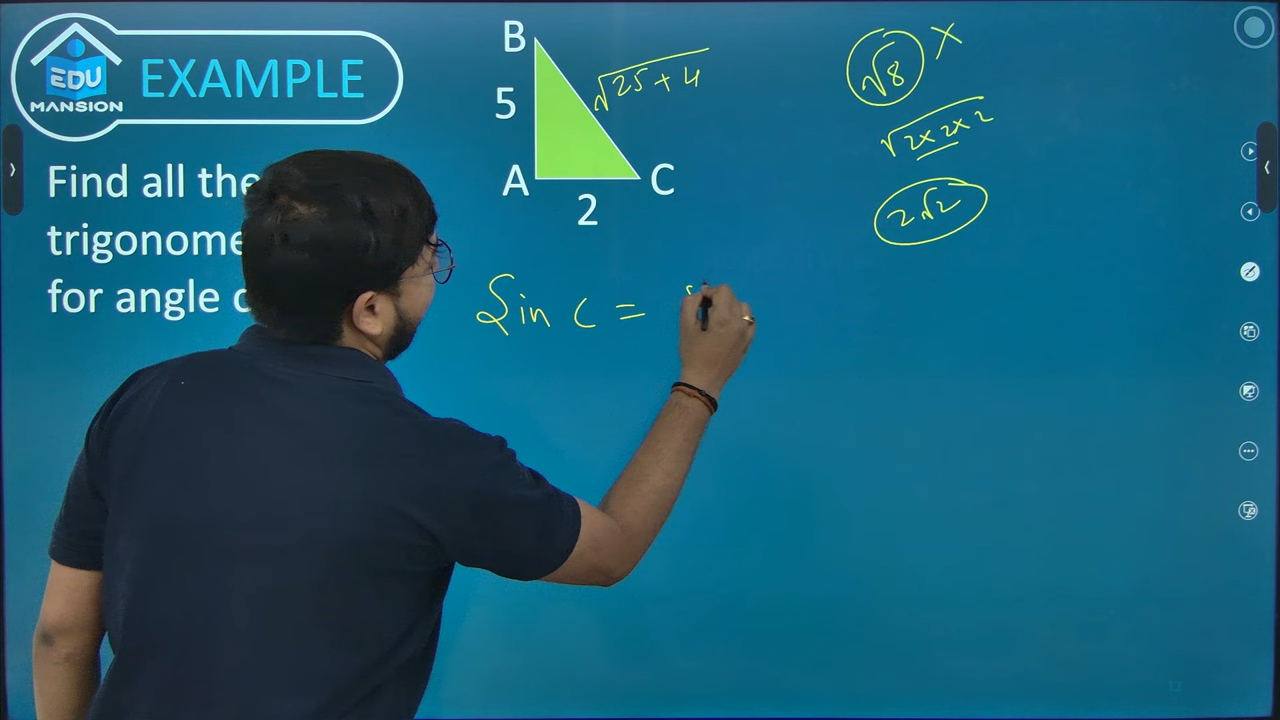 EDU
MANSION
EXAMPLE
Find all the
trigonome
for angle
B
5
A
2
C
√25 + 4
√8 ×
√2×2×2
2√2
Sin C =
12